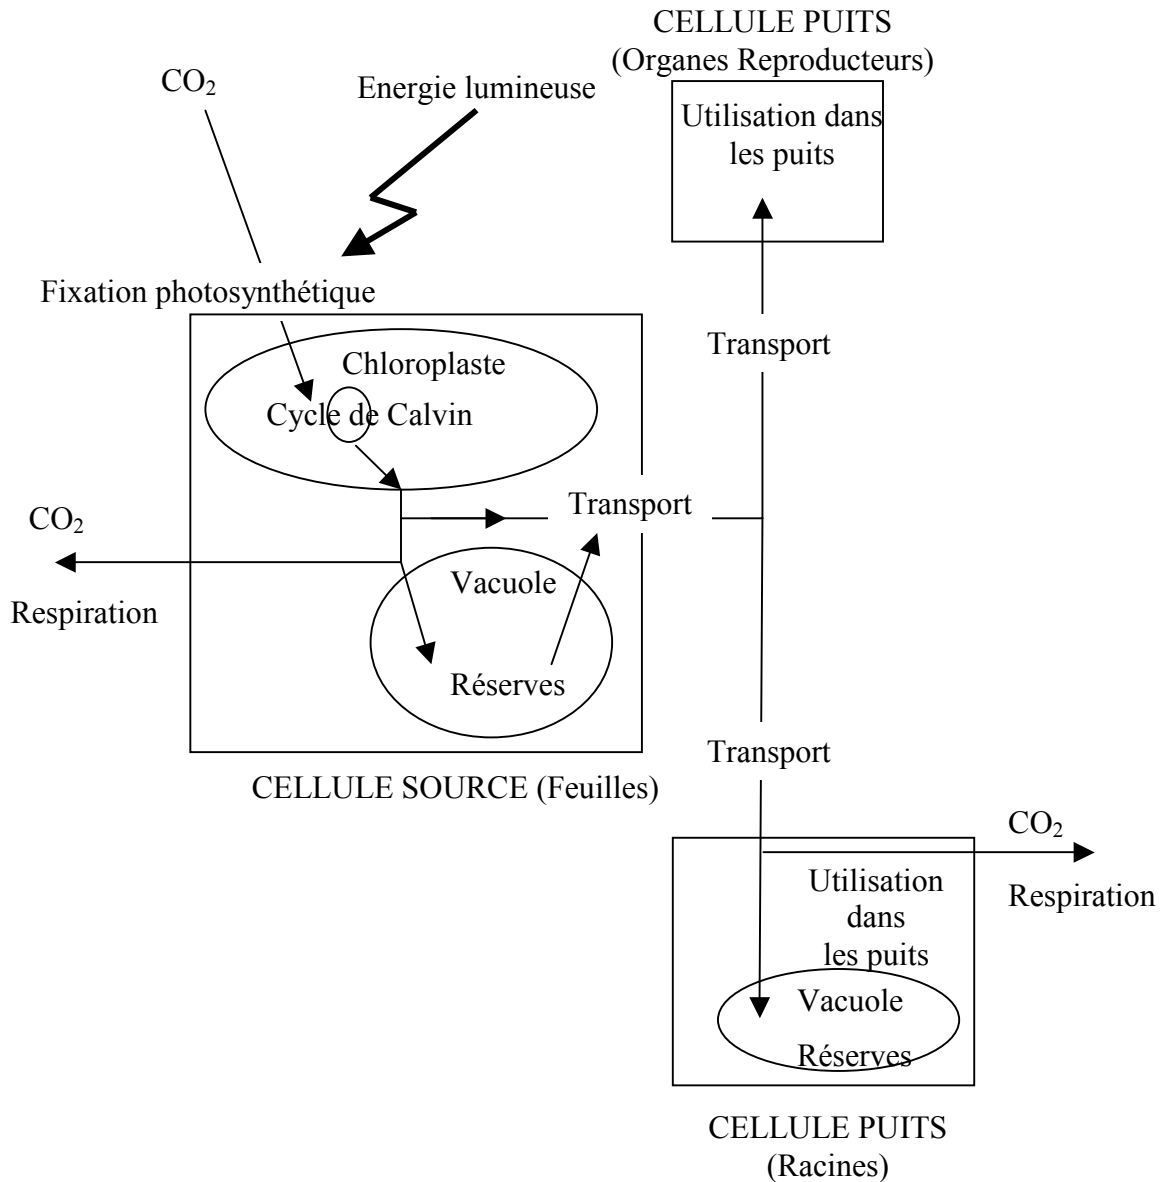 CELLULE PUITS
(Organes Reproducteurs)
CO₂
Energie lumineuse
Utilisation dans
les puits
Fixation photosynthétique
Transport
Chloroplaste
Cycle de Calvin
Transport
CO₂
Vacuole
Respiration
Réserves
Transport
CELLULE SOURCE (Feuilles)
CO₂
Utilisation
dans
les puits
Respiration
Vacuole
Réserves
CELLULE PUITS
(Racines)